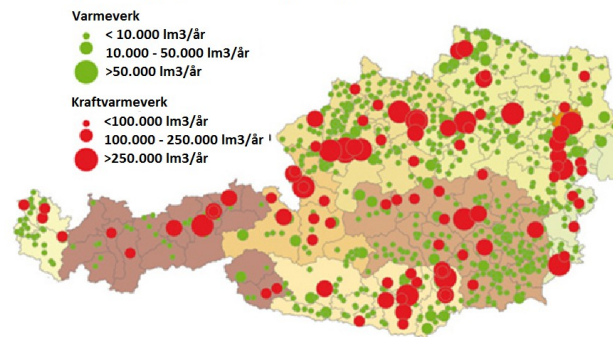 Varmeverk
< 10.000 lm3/år
10.000 - 50.000 lm3/år
>50.000 lm3/år
Kraftvarmeverk
<100.000 lm3/år
100.000 - 250.000 lm3/år
>250.000 lm3/år